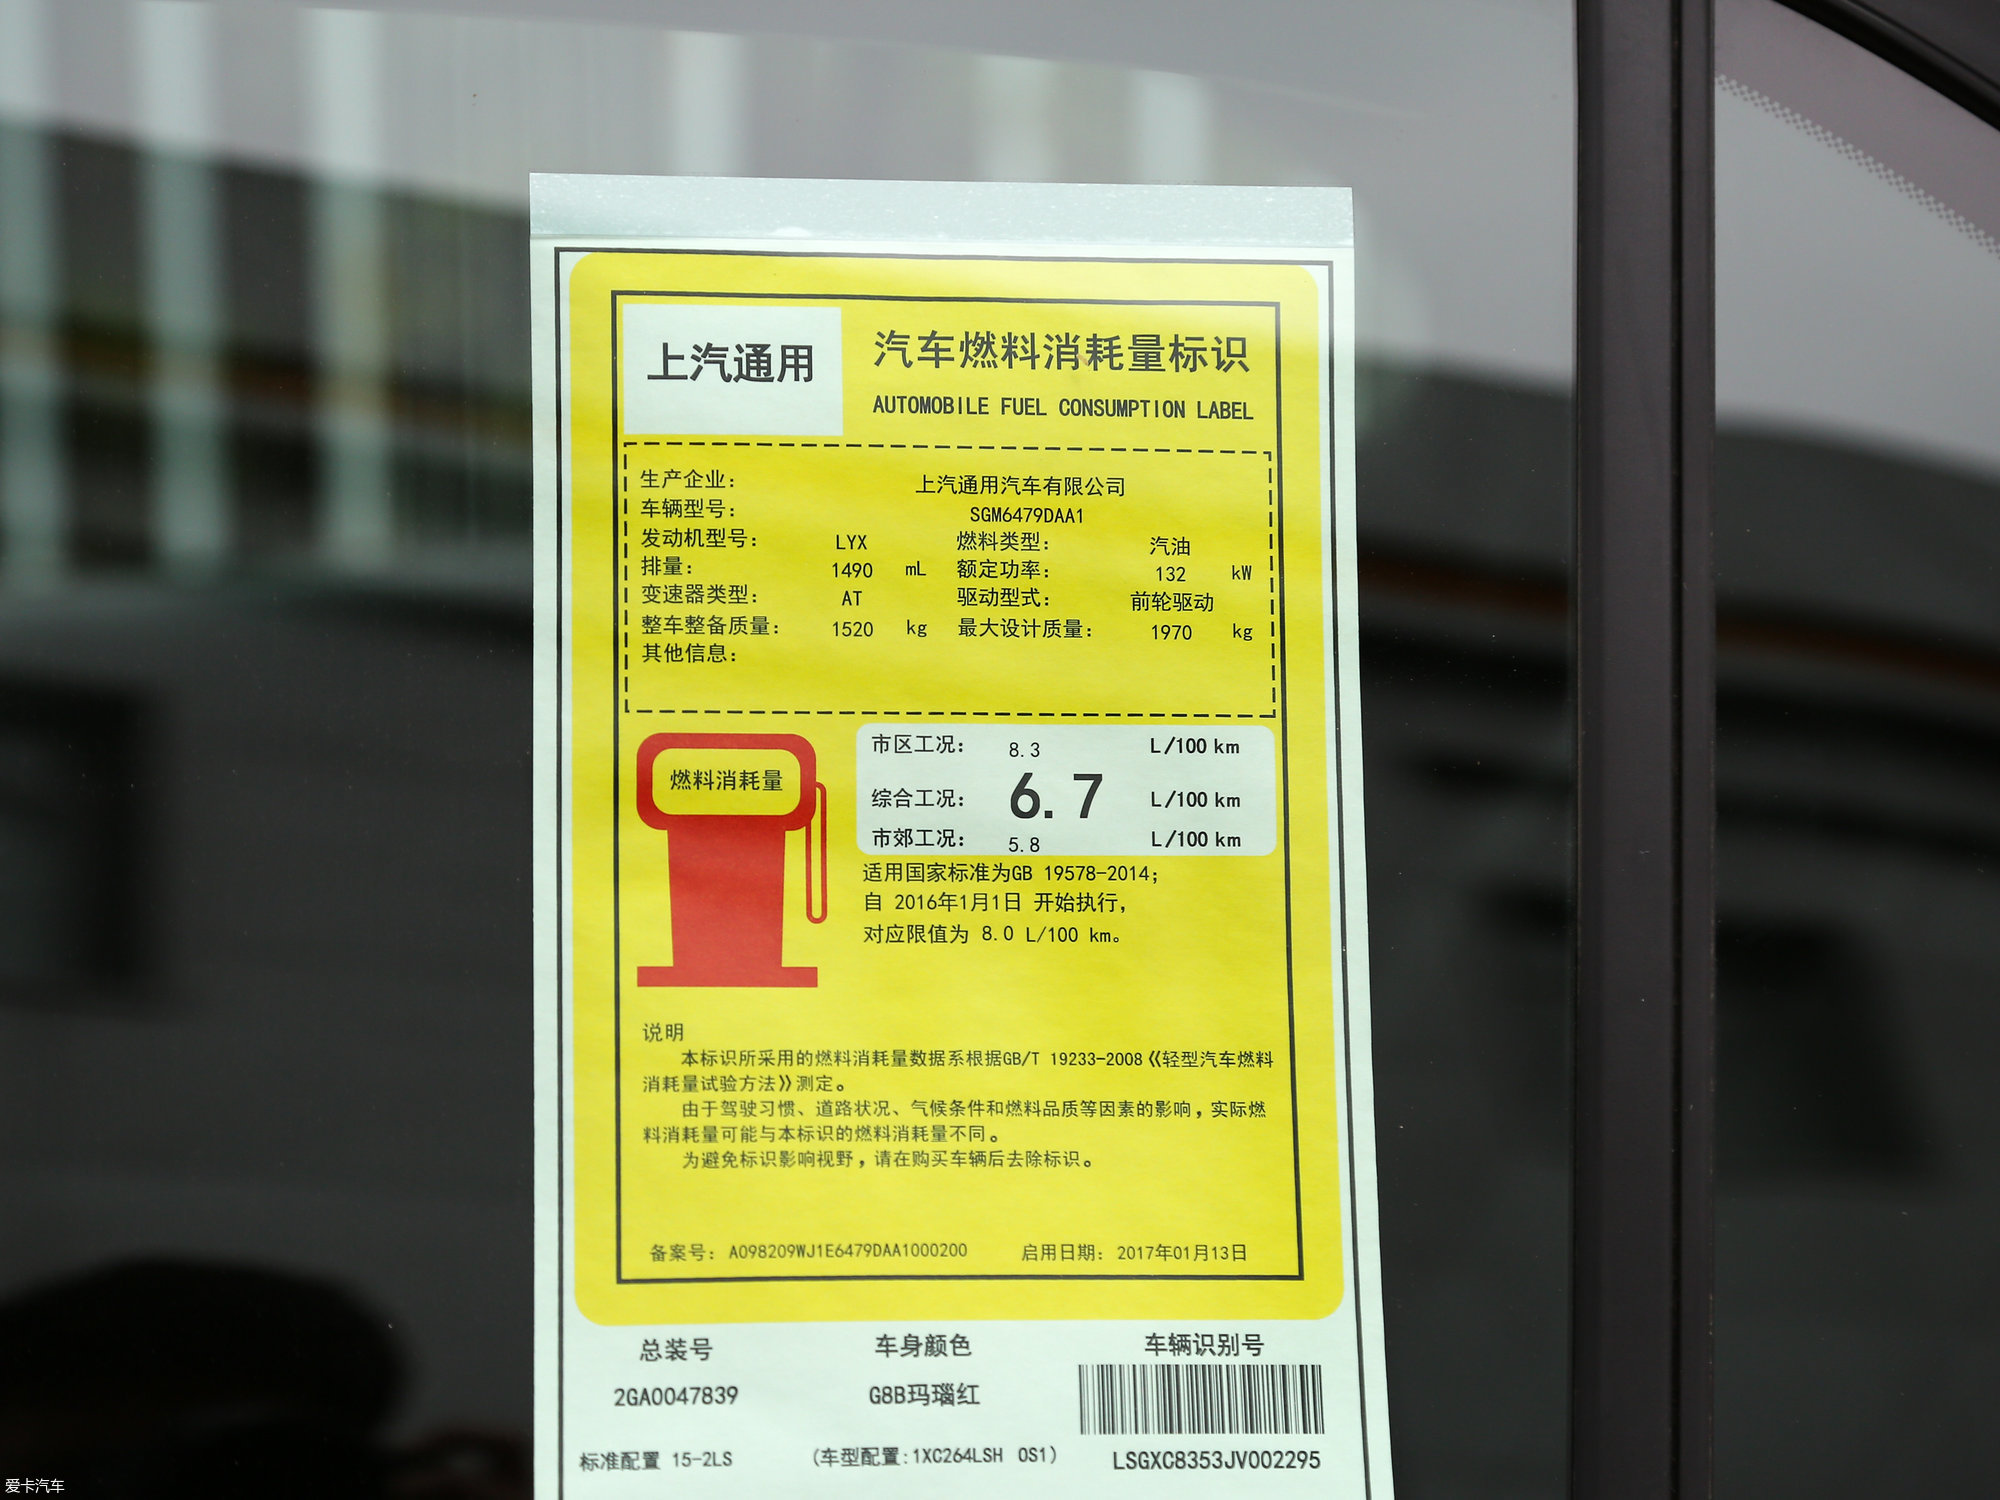 上汽通用
汽车燃料消耗量标识
AUTOMOBILE FUEL CONSUMPTION LABEL
生产企业: 上汽通用汽车有限公司
车辆型号: SGM6479DAA1
发动机型号: LYX 燃料类型: 汽油
排量: 1490 mL 额定功率: 132 kW
变速器类型: AT 驱动型式: 前轮驱动
整车整备质量: 1520 kg 最大设计质量: 1970 kg
其他信息:
燃料消耗量
市区工况: 8.3 L/100 km
综合工况: 6.7 L/100 km
市郊工况: 5.8 L/100 km
适用国家标准为GB 19578-2014;
自 2016年1月1日 开始执行,
对应限值为 8.0 L/100 km。
说明
本标识所采用的燃料消耗量数据系根据GB/T 19233-2008《轻型汽车燃料
消耗量试验方法》测定。
由于驾驶习惯、道路状况、气候条件和燃料品质等因素的影响,实际燃
料消耗量可能与本标识的燃料消耗量不同。
为避免标识影响视野,请在购买车辆后去除标识。
备案号: A098209WJ1E6479DAA1000200 启用日期: 2017年01月13日
总装号 车身颜色 车辆识别号
2GA0047839 G8B玛瑙红
标准配置 15-2LS (车型配置:1XC264LSH OS1) LSGXC8353JV002295
爱卡汽车